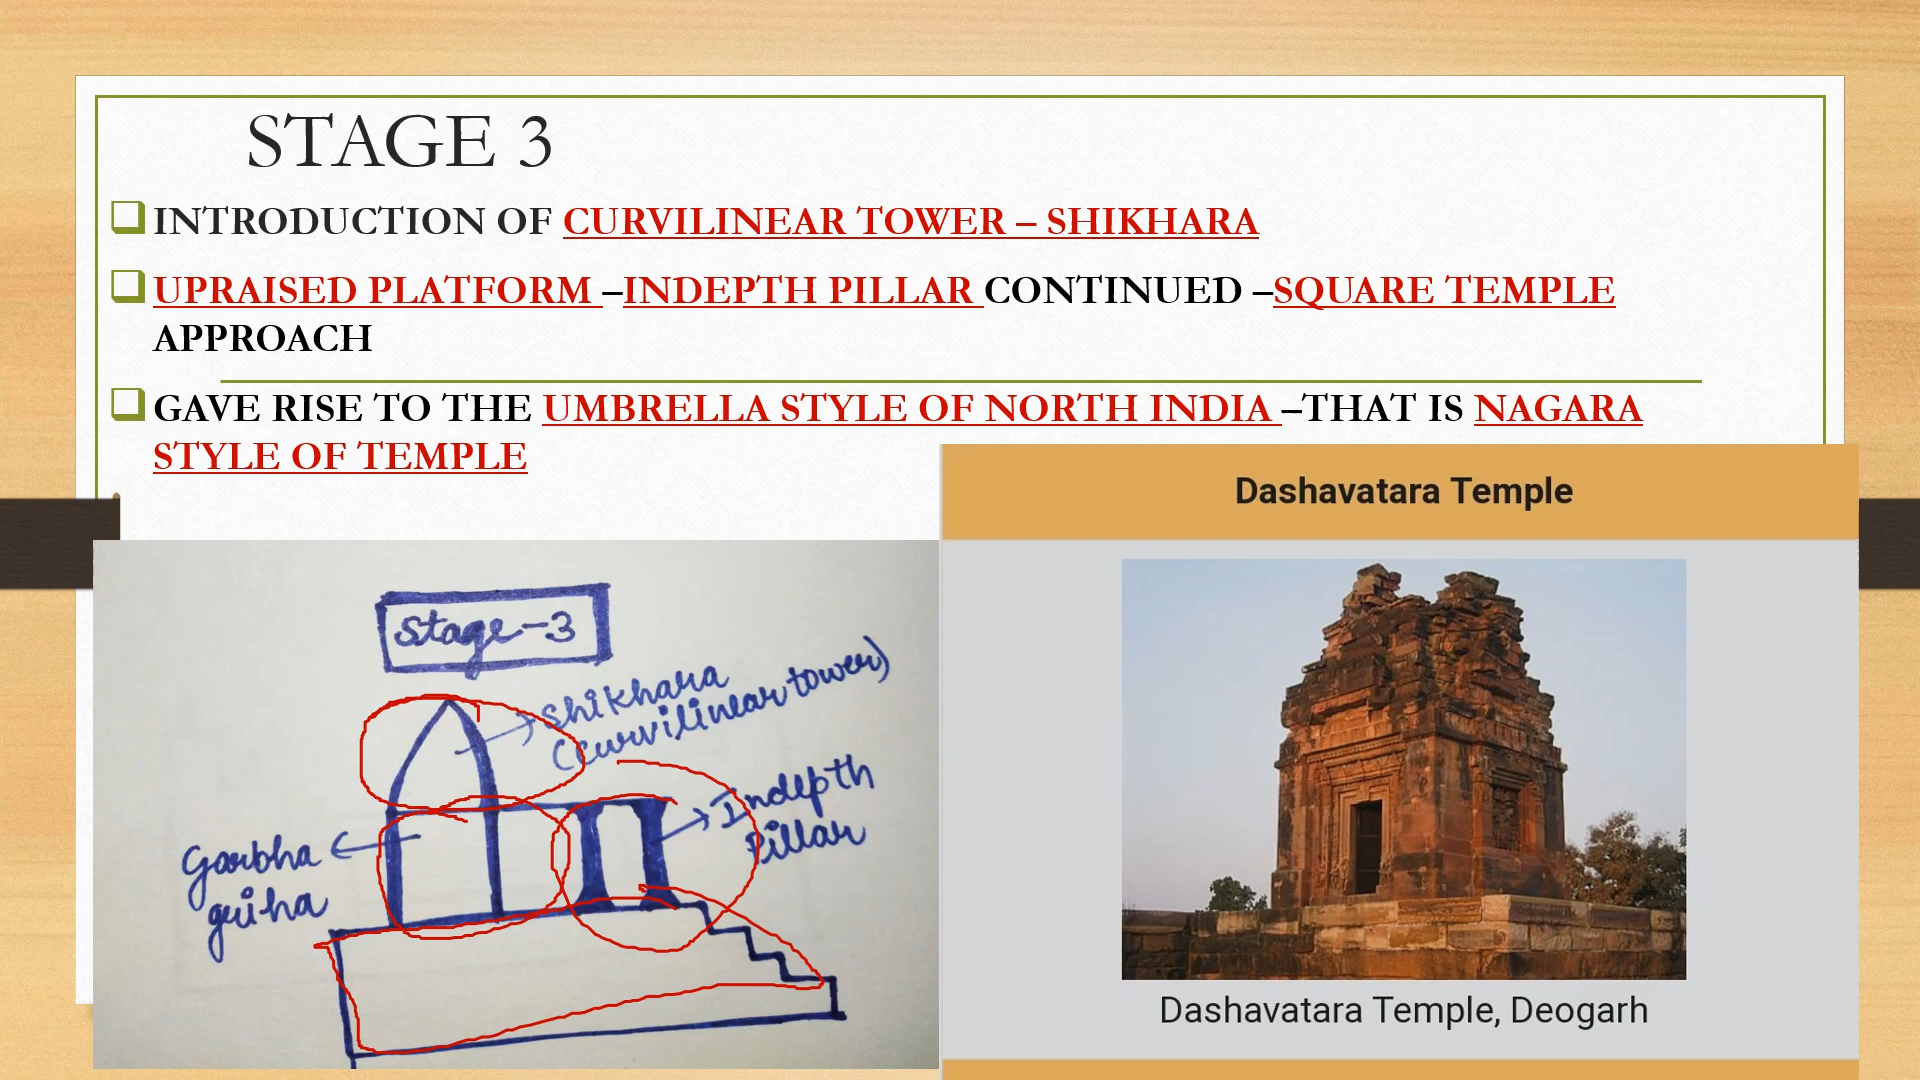 STAGE 3
INTRODUCTION OF CURVILINEAR TOWER – SHIKHARA
UPRAISED PLATFORM –INDEPTH PILLAR CONTINUED –SQUARE TEMPLE
APPROACH
GAVE RISE TO THE UMBRELLA STYLE OF NORTH INDIA –THAT IS NAGARA
STYLE OF TEMPLE
Stage-3
Shikhara
(Curvilinear tower)
Indepth
Pillar
Garbha
griha
Dashavatara Temple
Dashavatara Temple, Deogarh